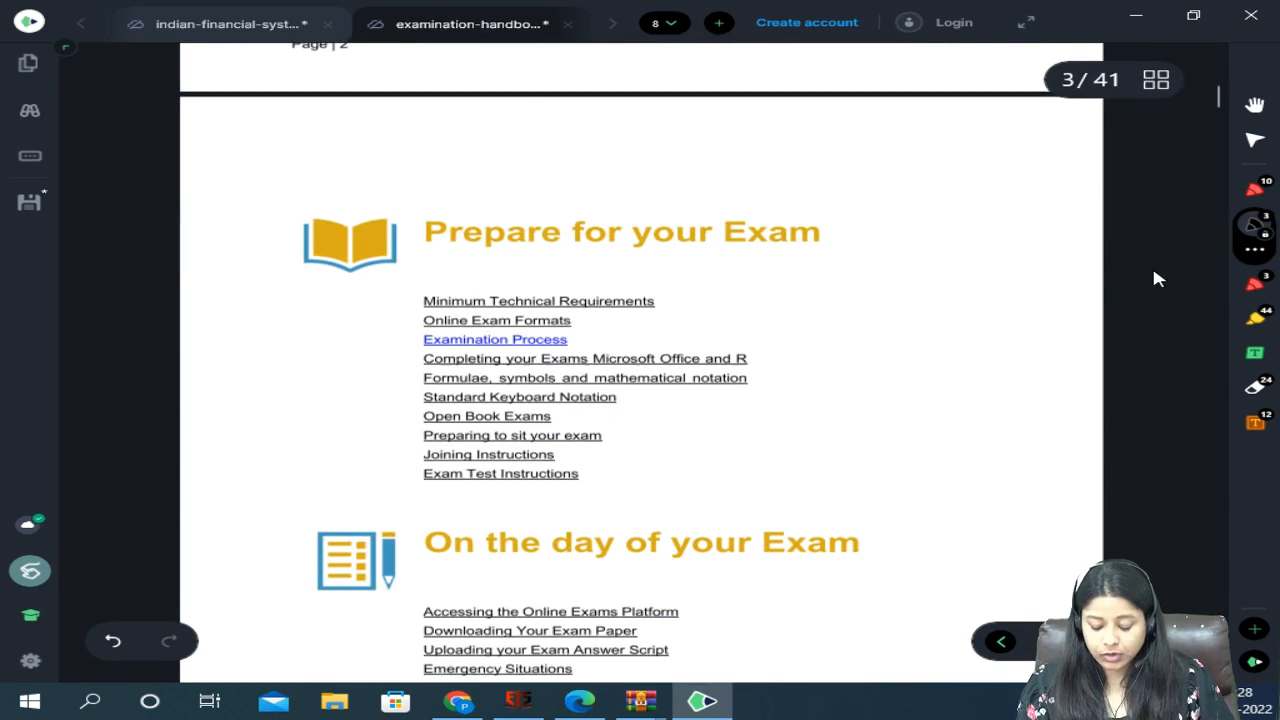 indian-financial-syst...*
examination-handbo...*
8
Create account
Login
Page | 2
3 / 41
Prepare for your Exam
Minimum Technical Requirements
Online Exam Formats
Examination Process
Completing your Exams Microsoft Office and R
Formulae, symbols and mathematical notation
Standard Keyboard Notation
Open Book Exams
Preparing to sit your exam
Joining Instructions
Exam Test Instructions
On the day of your Exam
Accessing the Online Exams Platform
Downloading Your Exam Paper
Uploading your Exam Answer Script
Emergency Situations
10
3
3
44
T
24
T
12
P
28
-2022